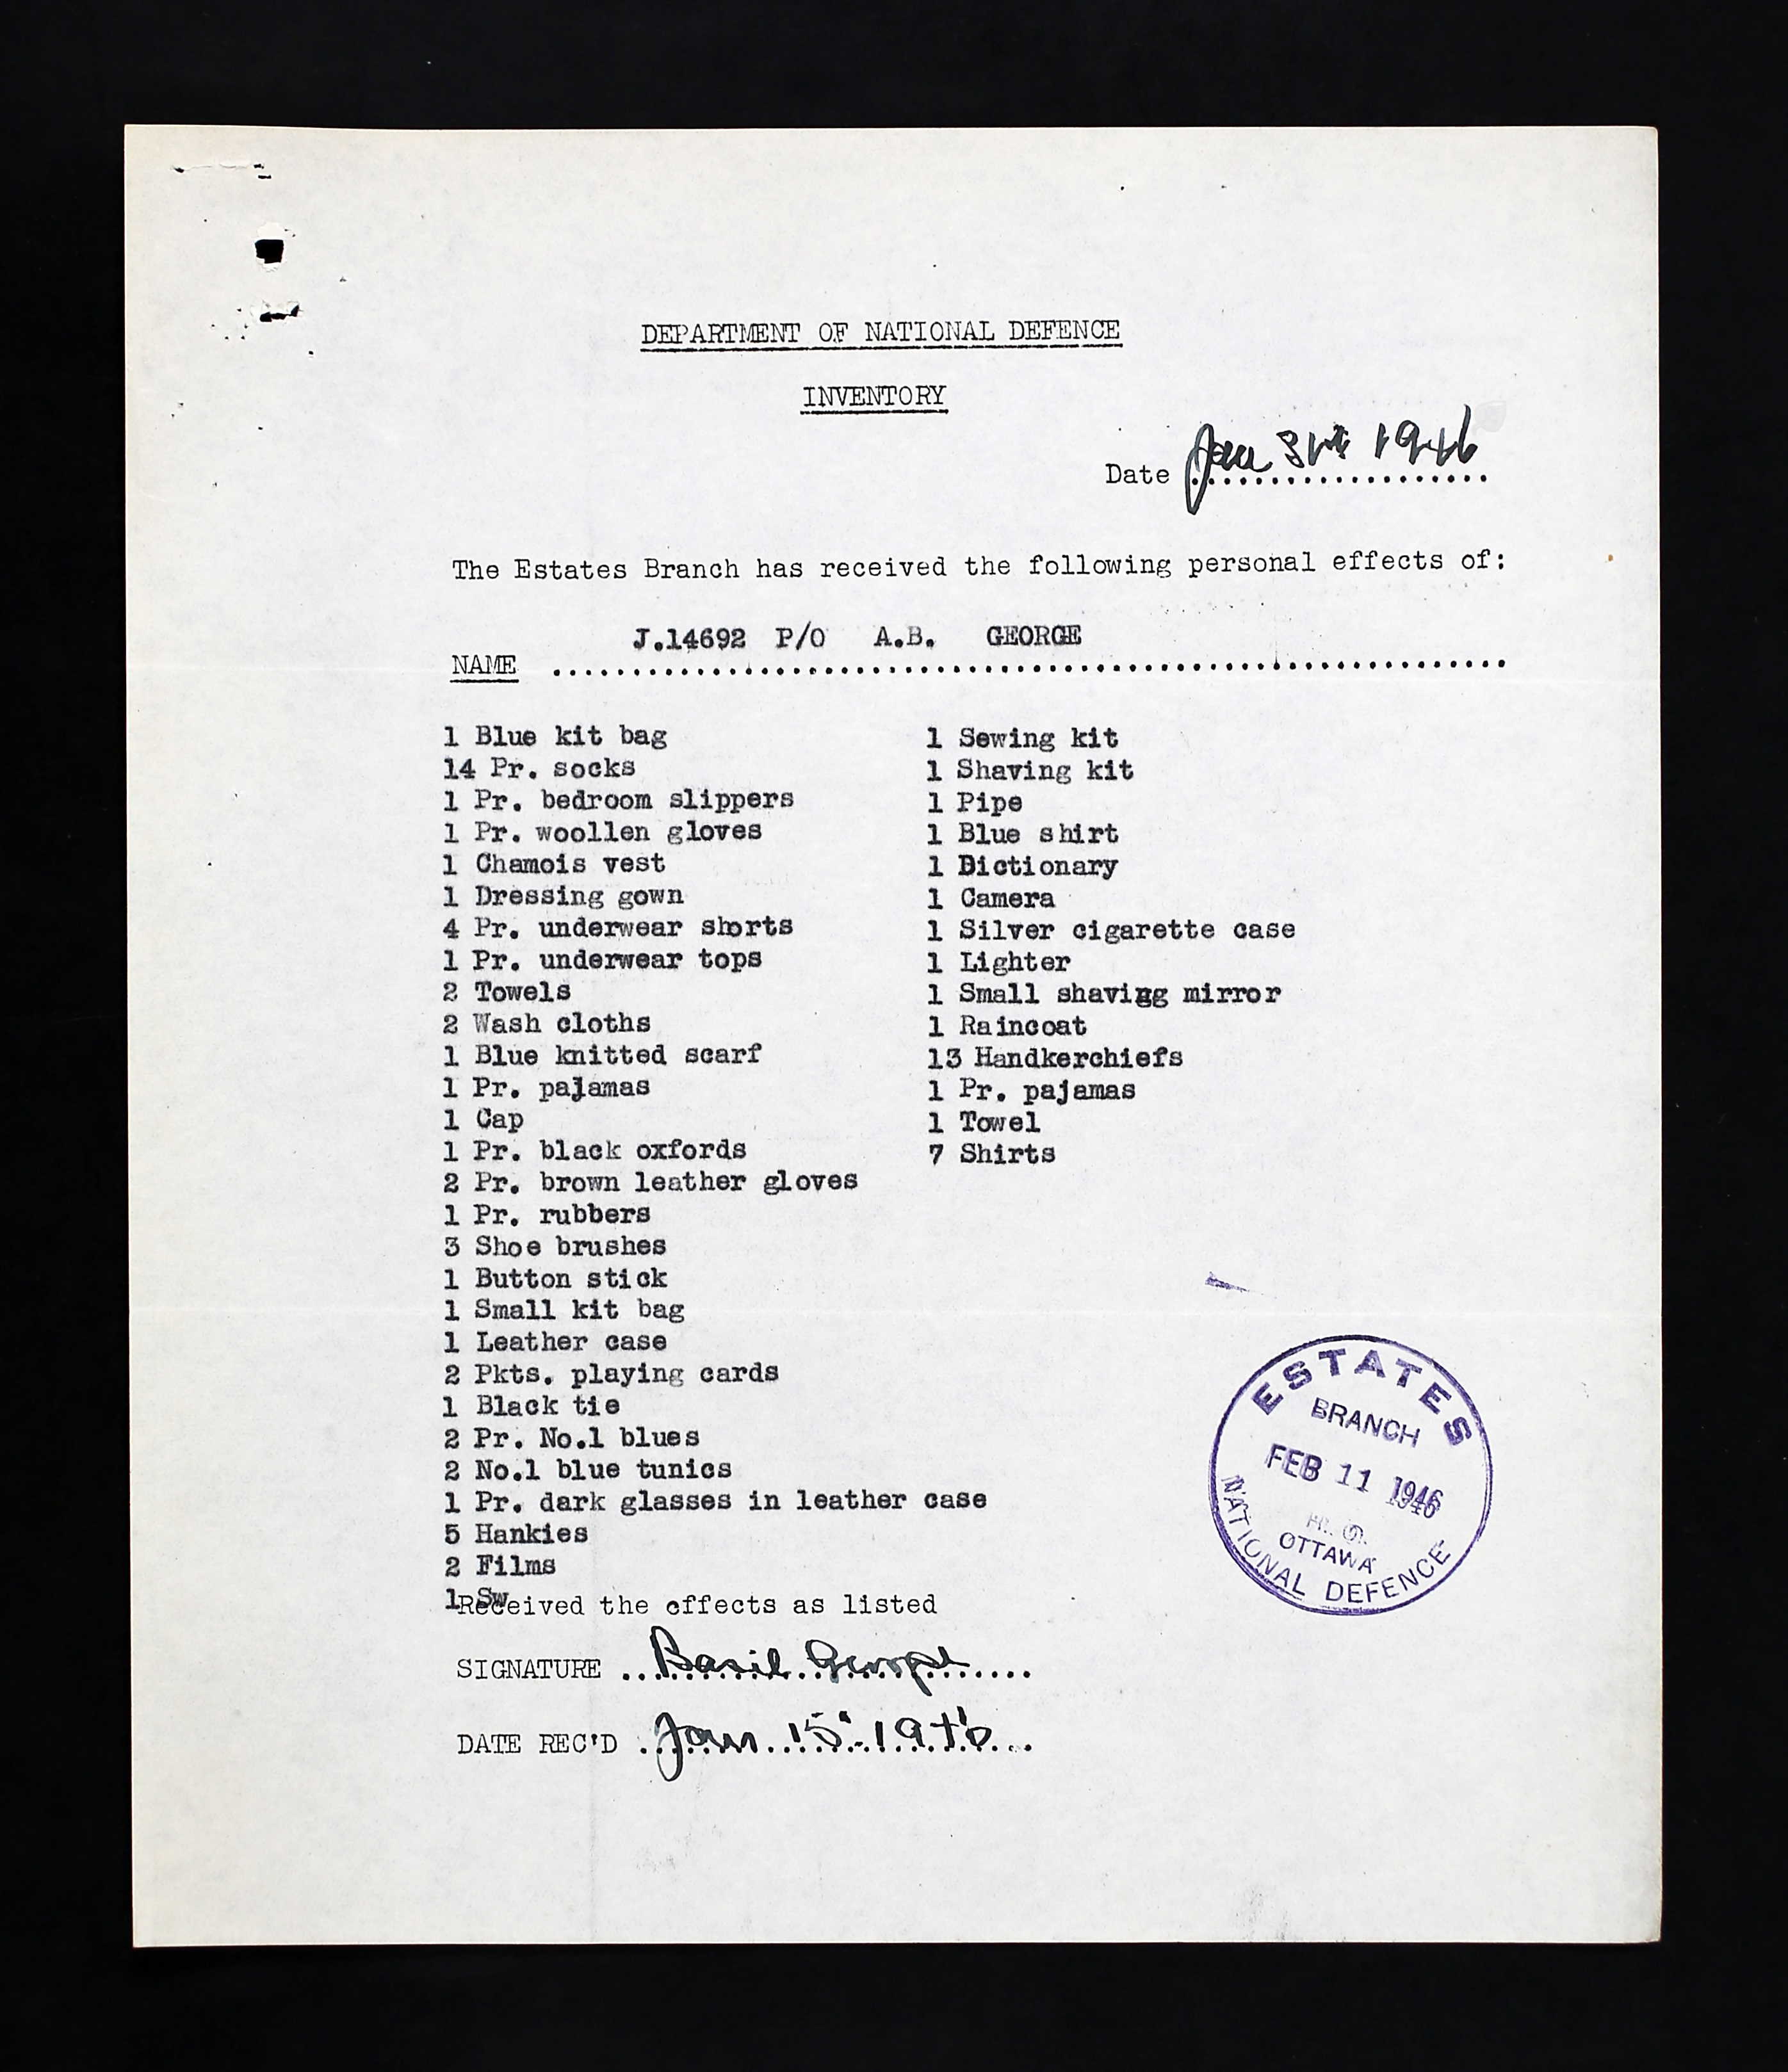 DEPARTMENT OF NATIONAL DEFENCE
INVENTORY
Date Jan 31st 1946
The Estates Branch has received the following personal effects of:
J.14692 P/O A.B. GEORGE
NAME
1 Blue kit bag
14 Pr. socks
1 Pr. bedroom slippers
1 Pr. woollen gloves
1 Chamois vest
1 Dressing gown
4 Pr. underwear shorts
1 Pr. underwear tops
2 Towels
2 Wash cloths
1 Blue knitted scarf
1 Pr. pajamas
1 Cap
1 Pr. black oxfords
2 Pr. brown leather gloves
1 Pr. rubbers
3 Shoe brushes
1 Button stick
1 Small kit bag
1 Leather case
2 Pkts. playing cards
1 Black tie
2 Pr. No.1 blues
2 No.1 blue tunics
1 Pr. dark glasses in leather case
5 Hankies
2 Films
1 Sw
1 Sewing kit
1 Shaving kit
1 Pipe
1 Blue shirt
1 Dictionary
1 Camera
1 Silver cigarette case
1 Lighter
1 Small shaving mirror
1 Raincoat
13 Handkerchiefs
1 Pr. pajamas
1 Towel
7 Shirts
Received the effects as listed
SIGNATURE Basil George
DATE REC'D Jan 15 1946
ESTATES
BRANCH
FEB 11 1946
OTTAWA
NATIONAL DEFENCE